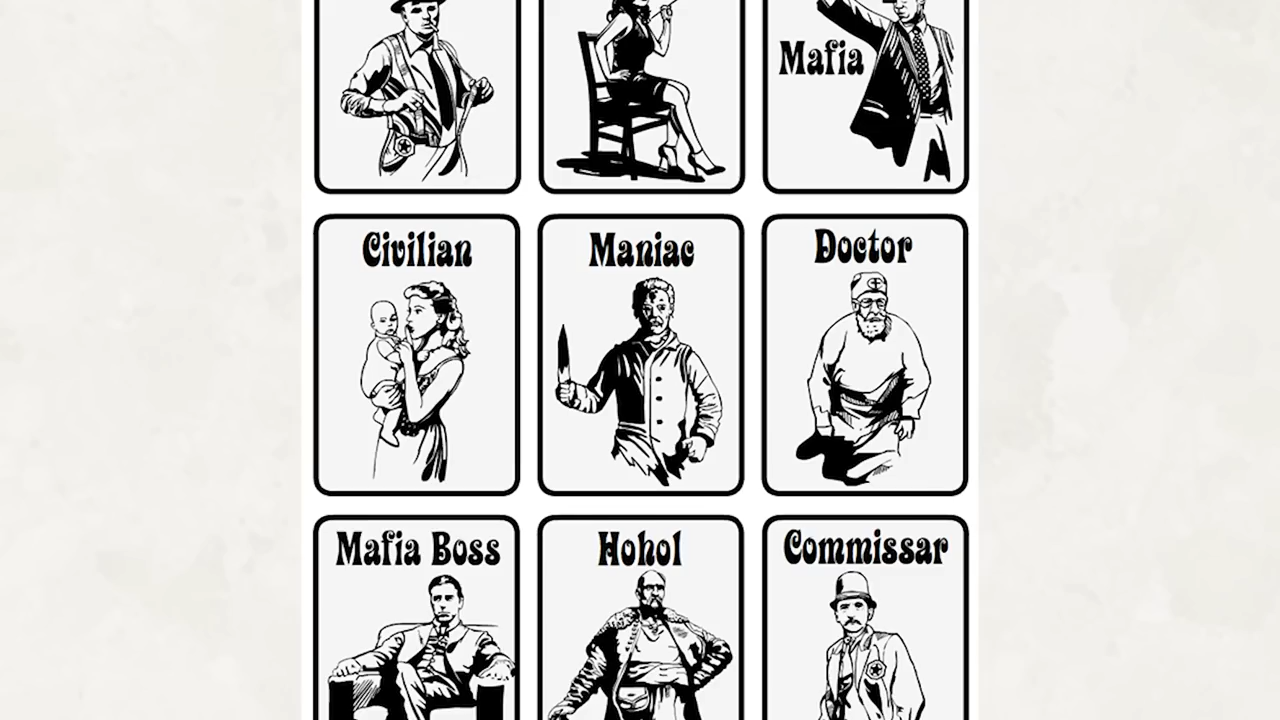 Mafia
Civilian
Maniac
Doctor
Mafia Boss
Hohol
Commissar